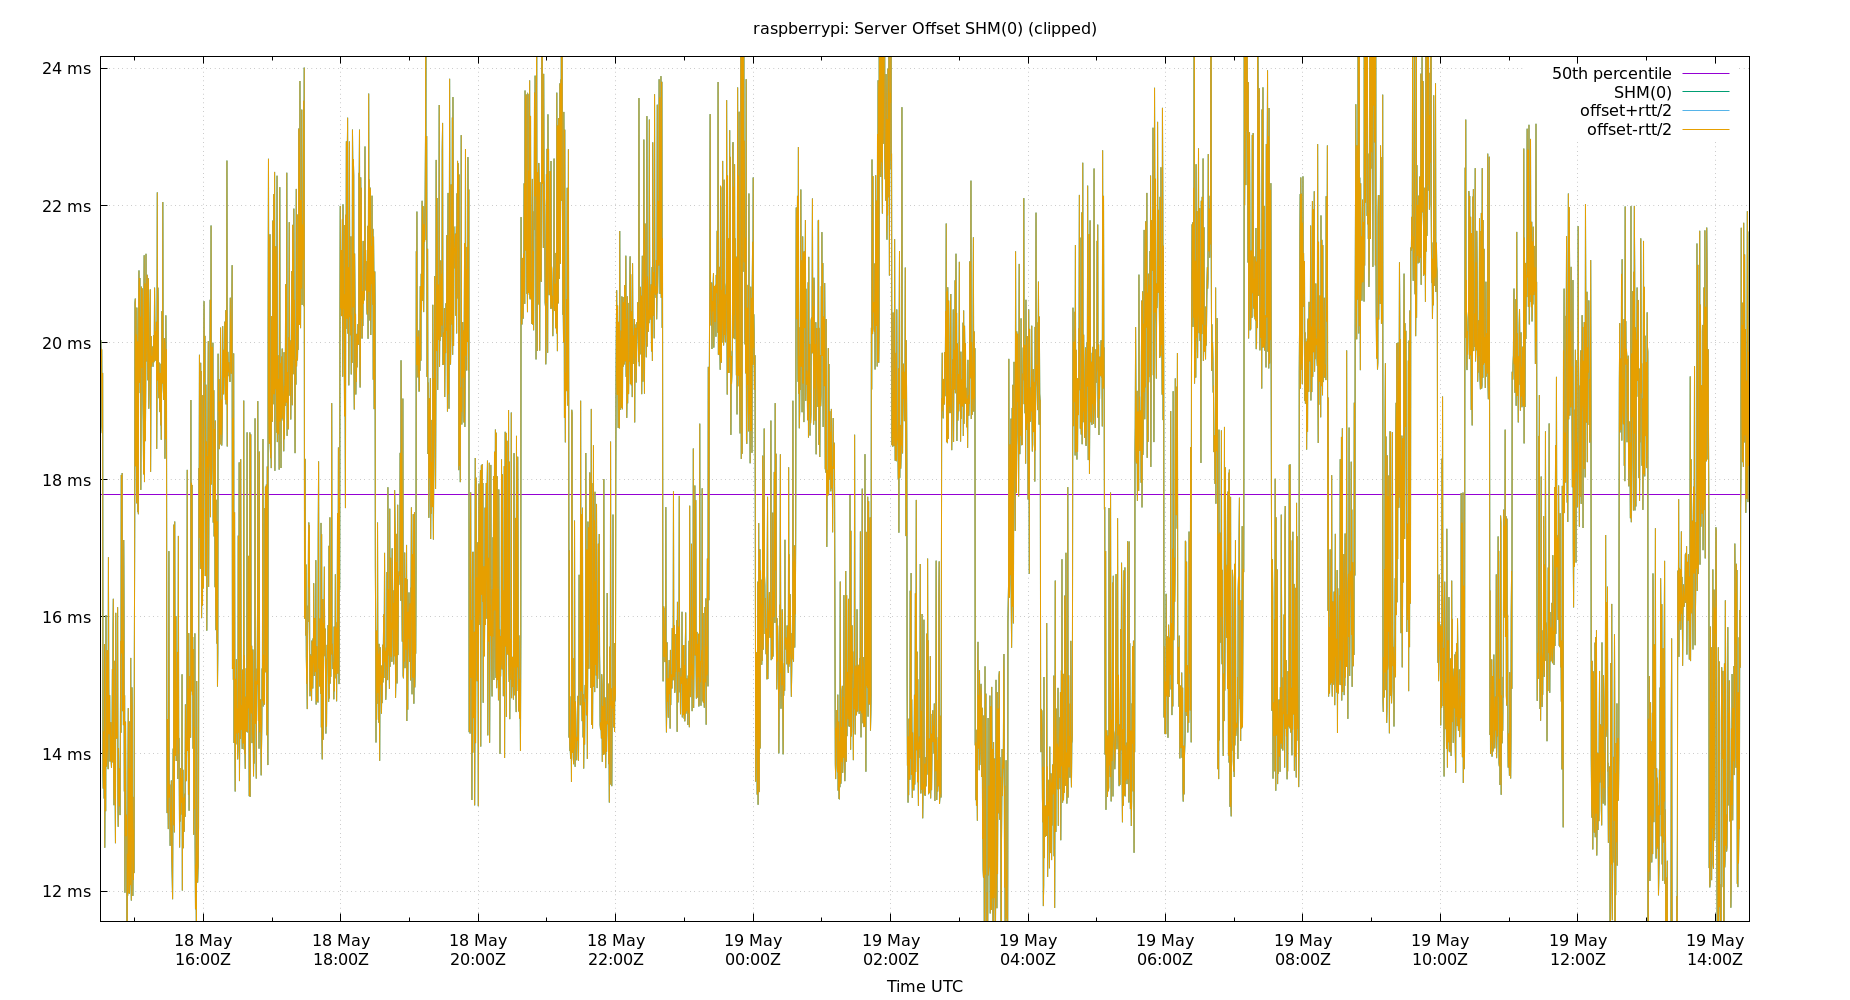 raspberrypi: Server Offset SHM(0) (clipped)
24 ms
22 ms
20 ms
18 ms
16 ms
14 ms
12 ms
50th percentile
SHM(0)
offset+rtt/2
offset-rtt/2
18 May 18 May 18 May 18 May 19 May 19 May 19 May 19 May 19 May 19 May 19 May 19 May
16:00Z 18:00Z 20:00Z 22:00Z 00:00Z 02:00Z 04:00Z 06:00Z 08:00Z 10:00Z 12:00Z 14:00Z
Time UTC